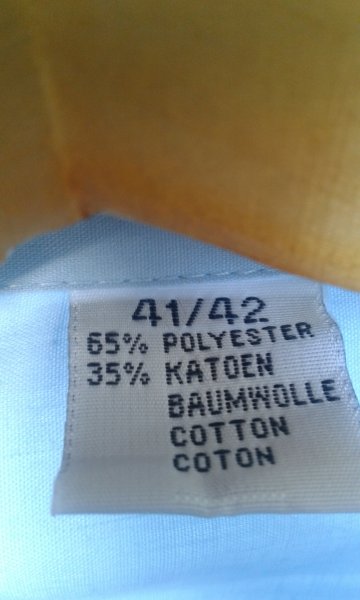 41/42
65% POLYESTER
35% KATOEN
BAUMWOLLE
COTTON
COTON